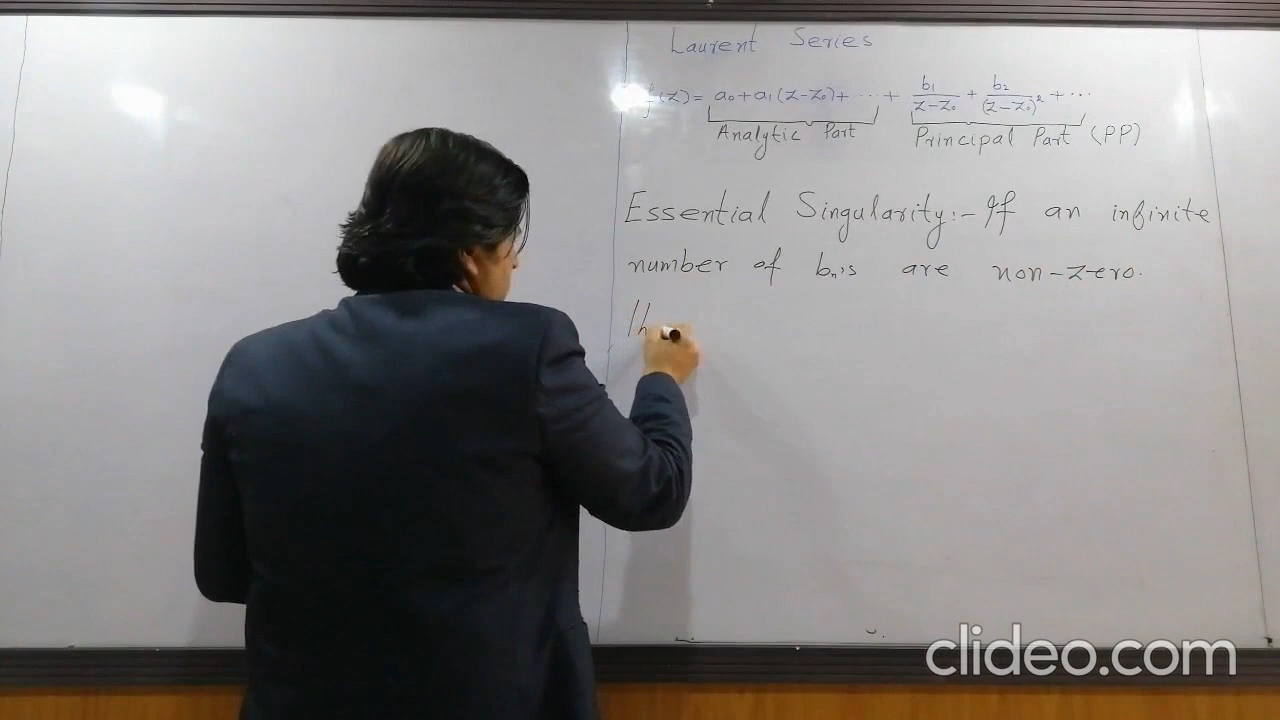 Laurent Series
f(z) = a₀ + a₁(z-z₀) + ··· + b₁/(z-z₀) + b₂/(z-z₀)² + ···
Analytic Part Principal Part (PP)
Essential Singularity:- If an infinite
number of bₙ's are non-zero.
clideo.com